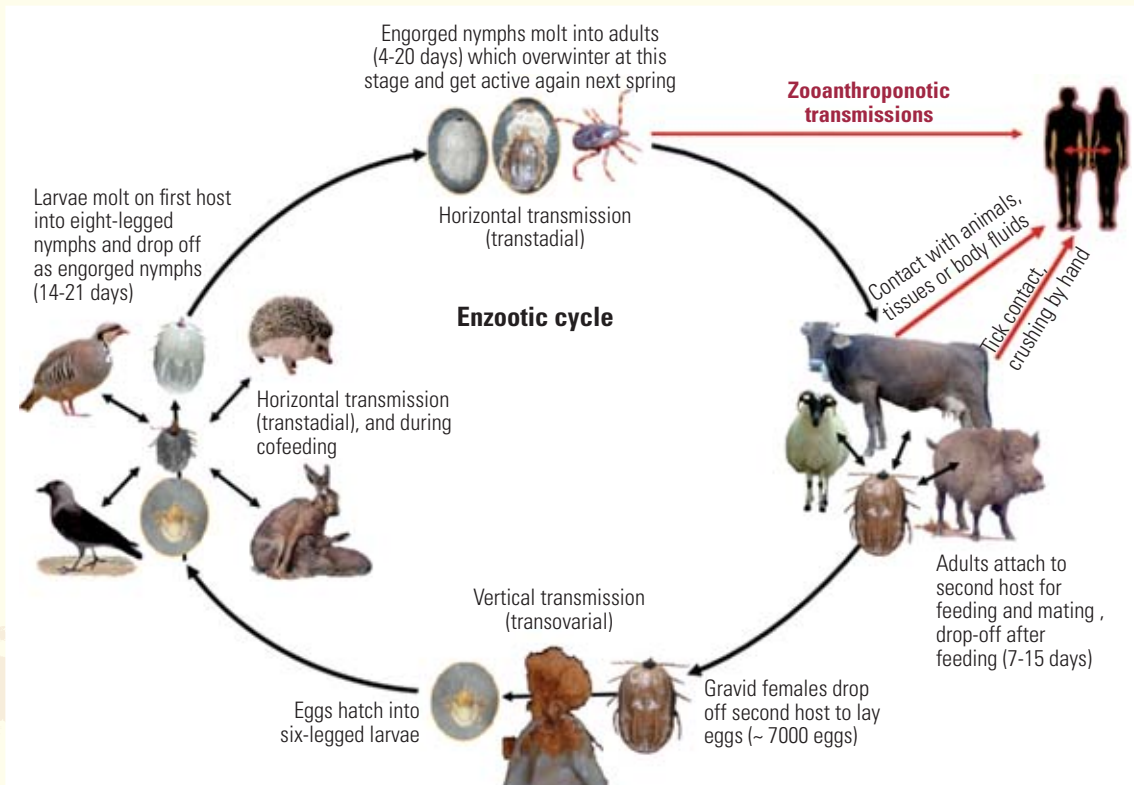 Engorged nymphs molt into adults
(4-20 days) which overwinter at this
stage and get active again next spring
Zooanthroponotic
transmissions
Larvae molt on first host
into eight-legged
nymphs and drop off
as engorged nymphs
(14-21 days)
Horizontal transmission
(transtadial)
Contact with animals,
tissues or body fluids
Tick contact,
crushing by hand
Enzootic cycle
Horizontal transmission
(transtadial), and during
cofeeding
Adults attach to
second host for
feeding and mating ,
drop-off after
feeding (7-15 days)
Vertical transmission
(transovarial)
Gravid females drop
off second host to lay
eggs (~ 7000 eggs)
Eggs hatch into
six-legged larvae